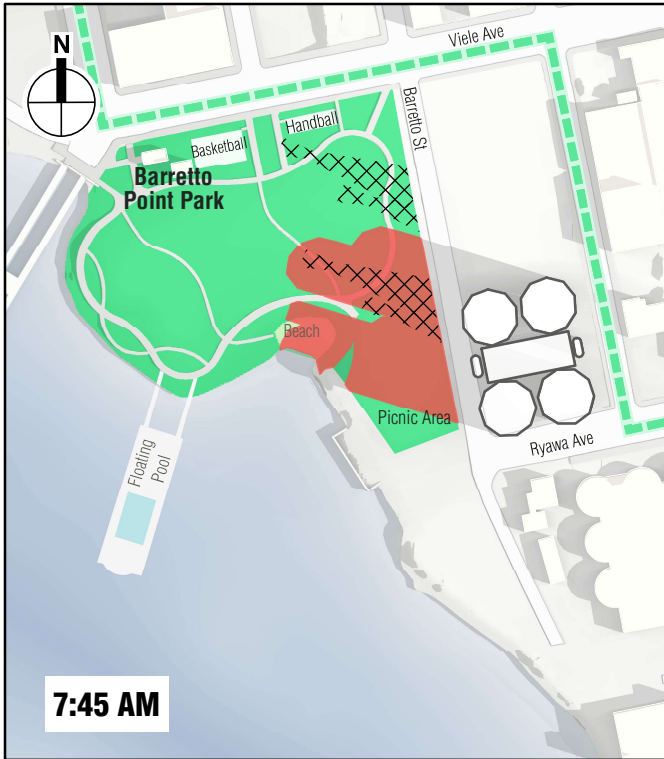 N
Viele Ave
Barretto St
Handball
Basketball
Barretto
Point Park
Beach
Picnic Area
Ryawa Ave
Floating
Pool
7:45 AM